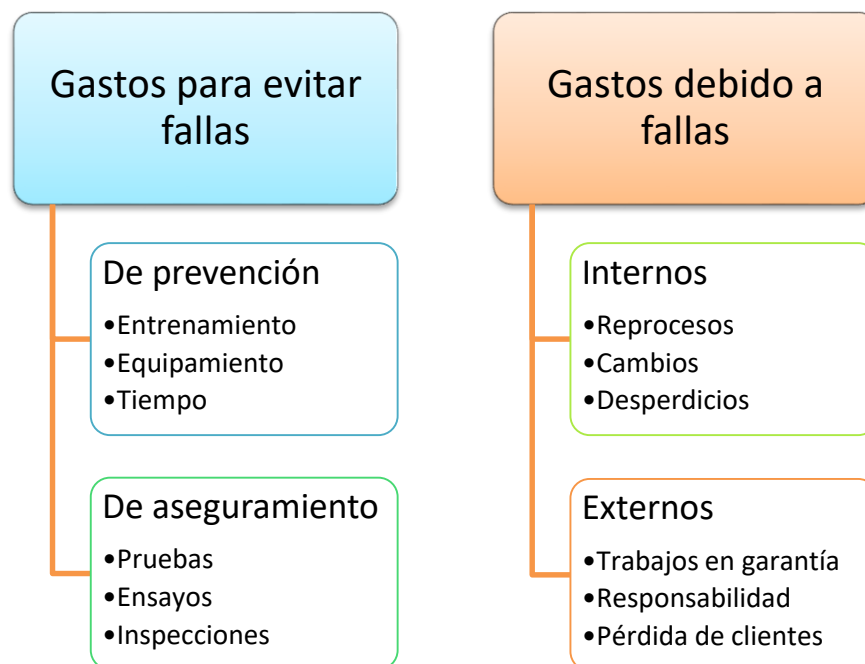 Gastos para evitar
fallas
De prevención
•Entrenamiento
•Equipamiento
•Tiempo
De aseguramiento
•Pruebas
•Ensayos
•Inspecciones
Gastos debido a
fallas
Internos
•Reprocesos
•Cambios
•Desperdicios
Externos
•Trabajos en garantía
•Responsabilidad
•Pérdida de clientes